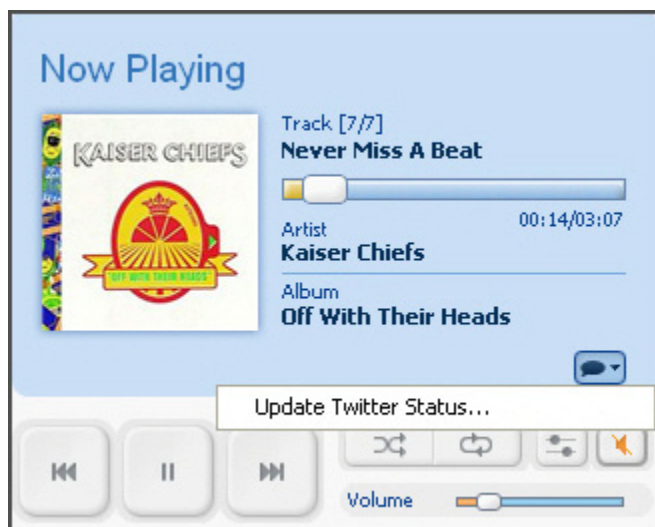 Now Playing
KAISER CHIEFS
"OFF WITH THEIR HEADS"
Track [7/7]
Never Miss A Beat
00:14/03:07
Artist
Kaiser Chiefs
Album
Off With Their Heads
Update Twitter Status...
Volume